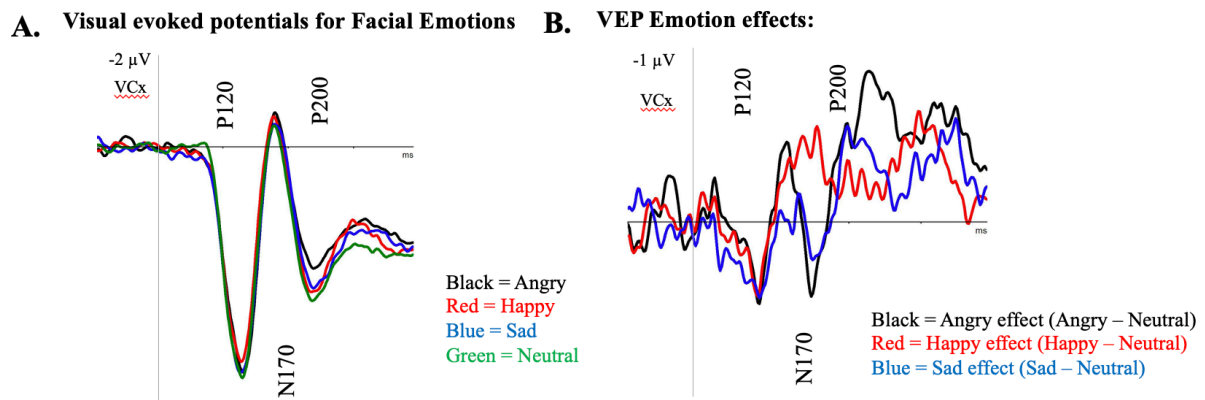 A. Visual evoked potentials for Facial Emotions
-2 µV
VCx
P120
P200
ms
N170
Black = Angry
Red = Happy
Blue = Sad
Green = Neutral
B. VEP Emotion effects:
-1 µV
VCx
P120
P200
ms
N170
Black = Angry effect (Angry – Neutral)
Red = Happy effect (Happy – Neutral)
Blue = Sad effect (Sad – Neutral)